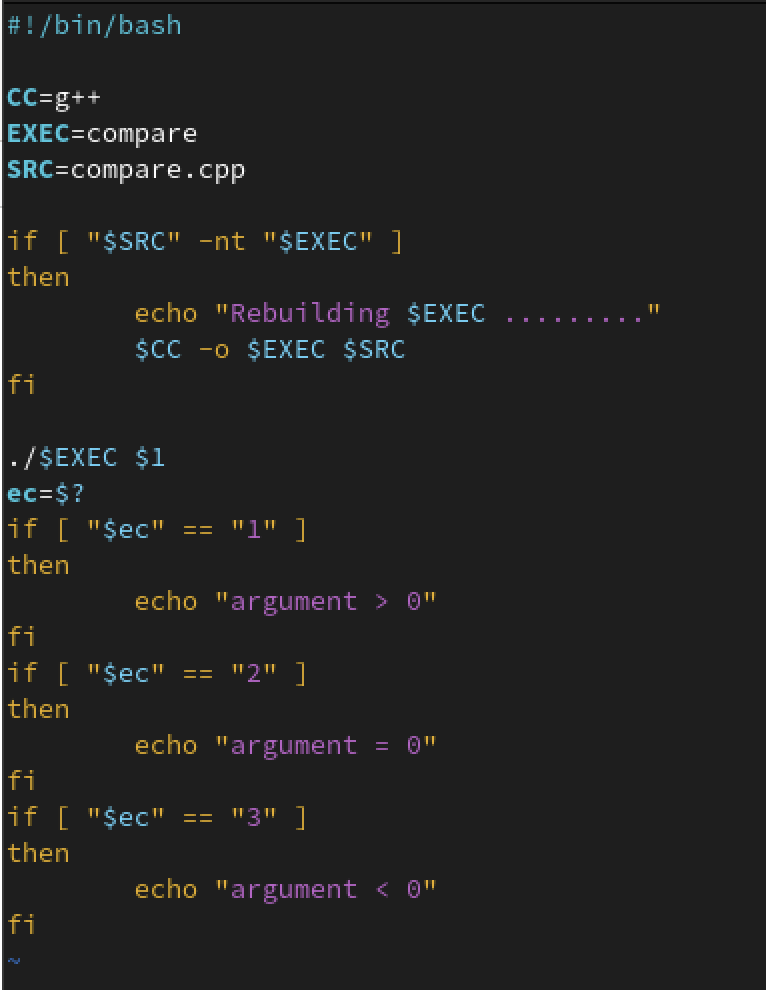 #!/bin/bash

CC=g++
EXEC=compare
SRC=compare.cpp

if [ "$SRC" -nt "$EXEC" ]
then
        echo "Rebuilding $EXEC ........."
        $CC -o $EXEC $SRC
fi

./$EXEC $1
ec=$?
if [ "$ec" == "1" ]
then
        echo "argument > 0"
fi
if [ "$ec" == "2" ]
then
        echo "argument = 0"
fi
if [ "$ec" == "3" ]
then
        echo "argument < 0"
fi
~